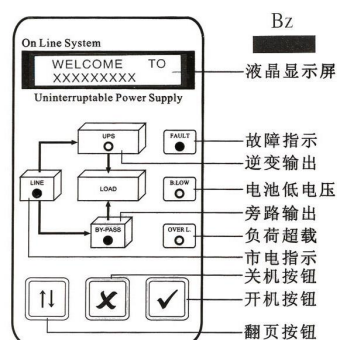 Bz
On Line System
WELCOME TO
XXXXXXXXX
液晶显示屏
Uninterruptable Power Supply
UPS
FAULT
故障指示
逆变输出
LINE
LOAD
B.LOW
电池低电压
旁路输出
BY-PASS
OVER L.
负荷超载
市电指示
关机按钮
开机按钮
翻页按钮